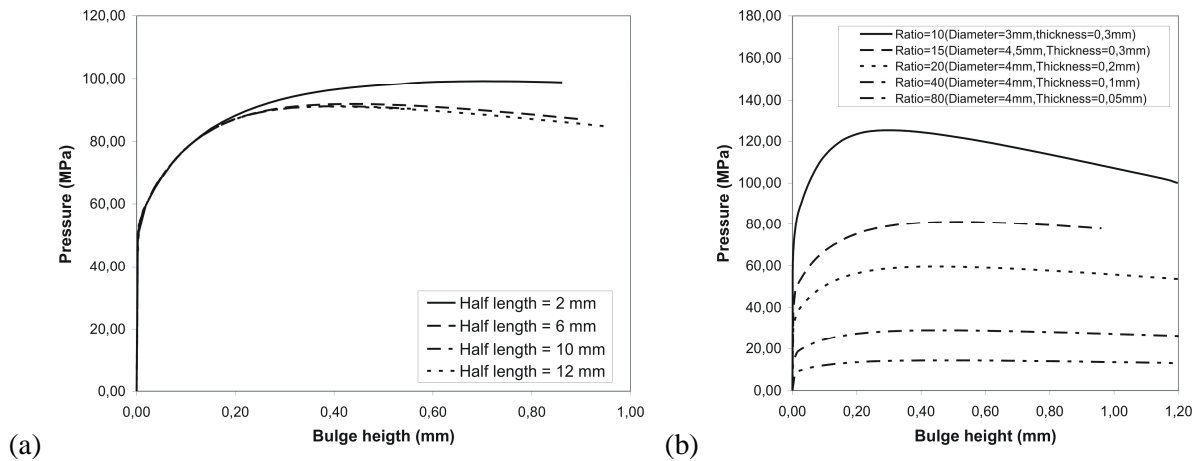 120,00
100,00
80,00
60,00
40,00
20,00
0,00
Pressure (MPa)
0,00 0,20 0,40 0,60 0,80 1,00
Bulge heigth (mm)
Half length = 2 mm
Half length = 6 mm
Half length = 10 mm
Half length = 12 mm
(a)
180,00
160,00
140,00
120,00
100,00
80,00
60,00
40,00
20,00
0,00
Pressure (MPa)
0,00 0,20 0,40 0,60 0,80 1,00 1,20
Bulge height (mm)
Ratio=10(Diameter=3mm,thickness=0,3mm)
Ratio=15(Diameter=4,5mm,Thickness=0,3mm)
Ratio=20(Diameter=4mm,Thickness=0,2mm)
Ratio=40(Diameter=4mm,Thickness=0,1mm)
Ratio=80(Diameter=4mm,Thickness=0,05mm)
(b)